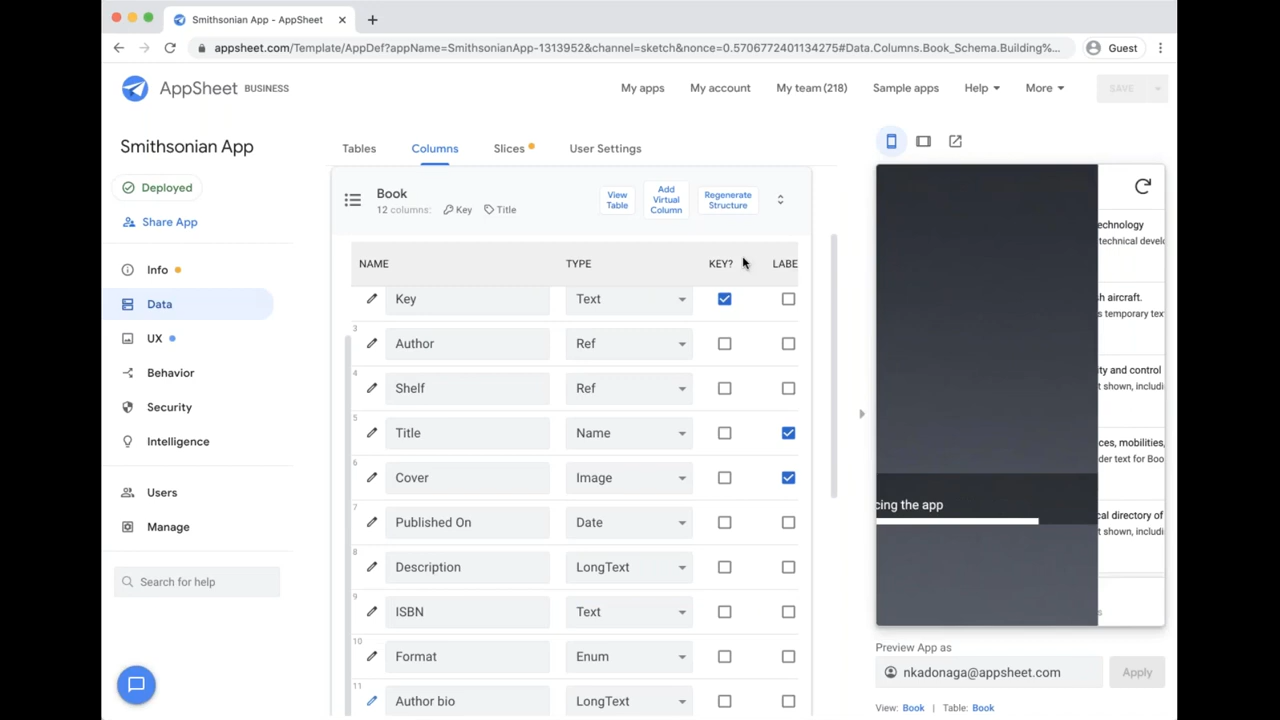 Smithsonian App - AppSheet
appsheet.com/Template/AppDef?appName=SmithsonianApp-1313952&channel=sketch&nonce=0.5706772401134275#Data.Columns.Book_Schema.Building%...
Guest
AppSheet BUSINESS
My apps
My account
My team (218)
Sample apps
Help
More
SAVE
Smithsonian App
Deployed
Share App
Info
Data
UX
Behavior
Security
Intelligence
Users
Manage
Search for help
Tables
Columns
Slices
User Settings
Book
12 columns: Key Title
View
Table
Add
Virtual
Column
Regenerate
Structure
NAME TYPE KEY? LABE
Key Text
3
Author Ref
4
Shelf Ref
5
Title Name
6
Cover Image
7
Published On Date
8
Description LongText
9
ISBN Text
10
Format Enum
11
Author bio LongText
cing the app
chnology
technical develo
h aircraft.
s temporary tex
ty and control
t shown, includi
ces, mobilities,
der text for Boo
cal directory of
t shown, includi
s
Preview App as
nkadonaga@appsheet.com
Apply
View: Book | Table: Book